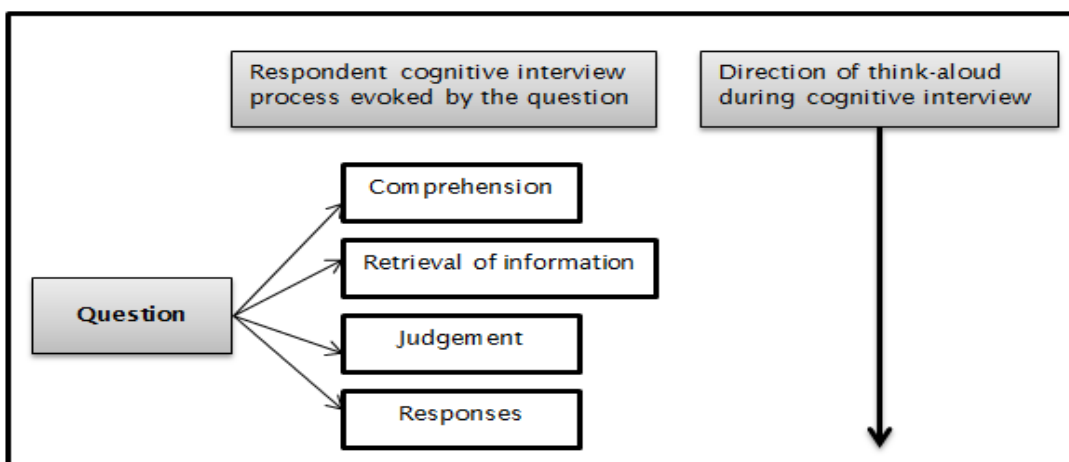 Respondent cognitive interview
process evoked by the question
Direction of think-aloud
during cognitive interview
Comprehension
Retrieval of information
Question
Judgement
Responses